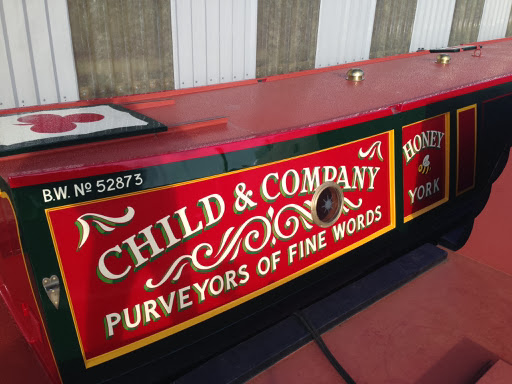 B.W. Nº 52873
CHILD & COMPANY
PURVEYORS OF FINE WORDS
HONEY
YORK